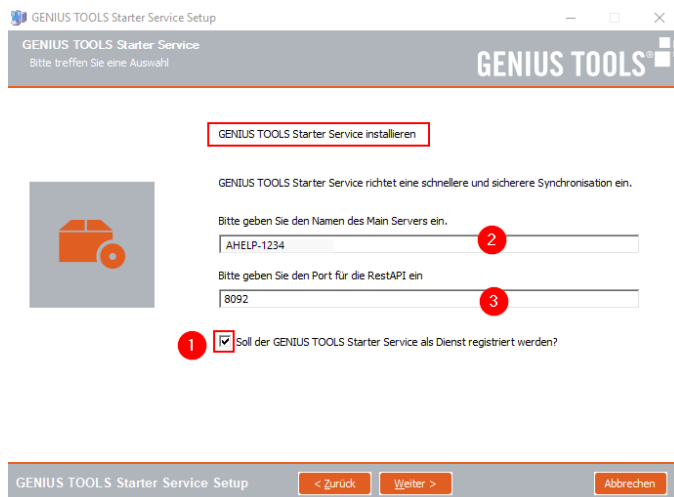 GENIUS TOOLS Starter Service Setup
GENIUS TOOLS Starter Service
Bitte treffen Sie eine Auswahl
GENIUS TOOLS®
GENIUS TOOLS Starter Service installieren
GENIUS TOOLS Starter Service richtet eine schnellere und sicherere Synchronisation ein.
Bitte geben Sie den Namen des Main Servers ein.
AHELP-1234
2
Bitte geben Sie den Port für die RestAPI ein
8092
3
1
Soll der GENIUS TOOLS Starter Service als Dienst registriert werden?
GENIUS TOOLS Starter Service Setup
< Zurück
Weiter >
Abbrechen